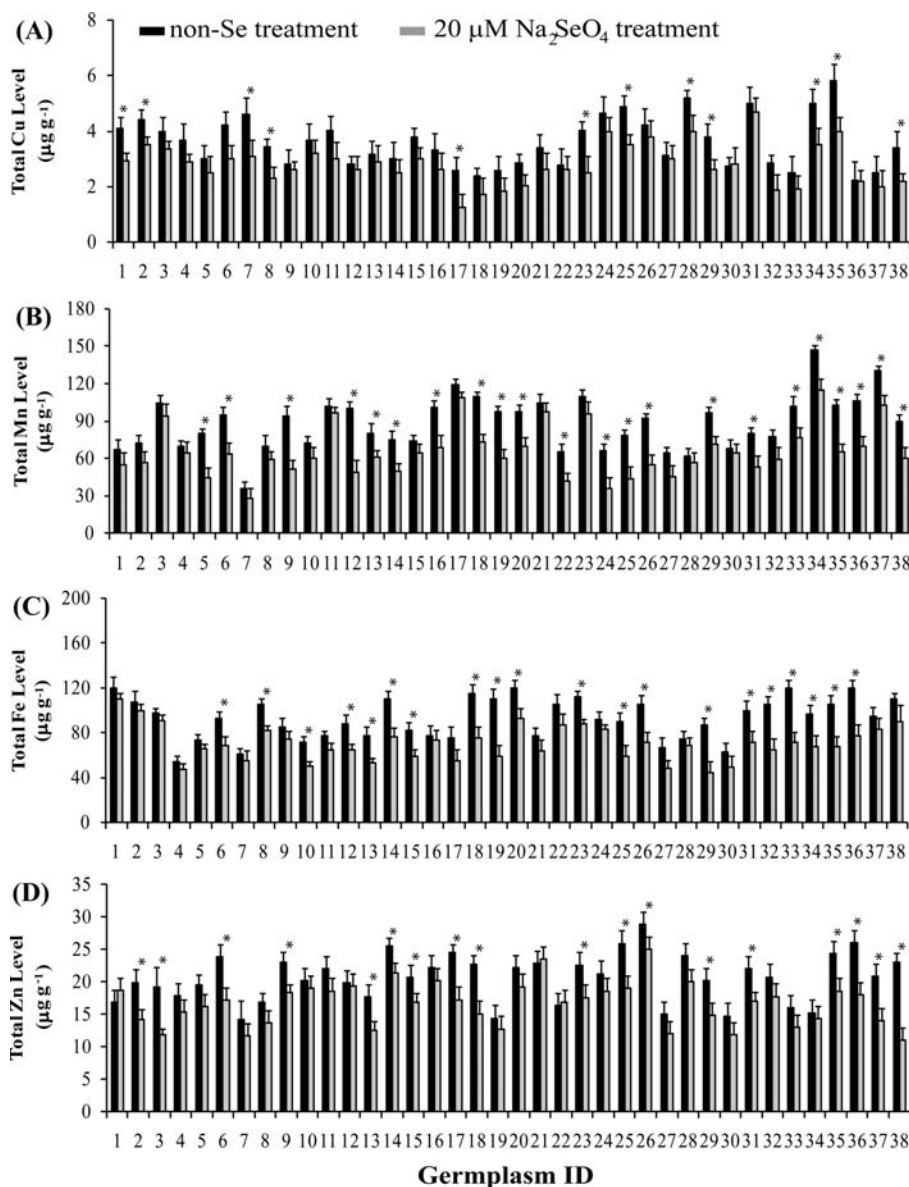 (A)
non-Se treatment
20 µM Na₂SeO₄ treatment
Total Cu Level
(µg g⁻¹)
8
6
4
2
0
1 2 3 4 5 6 7 8 9 10 11 12 13 14 15 16 17 18 19 20 21 22 23 24 25 26 27 28 29 30 31 32 33 34 35 36 37 38
(B)
Total Mn Level
(µg g⁻¹)
180
150
120
90
60
30
0
1 2 3 4 5 6 7 8 9 10 11 12 13 14 15 16 17 18 19 20 21 22 23 24 25 26 27 28 29 30 31 32 33 34 35 36 37 38
(C)
Total Fe Level
(µg g⁻¹)
200
160
120
80
40
0
1 2 3 4 5 6 7 8 9 10 11 12 13 14 15 16 17 18 19 20 21 22 23 24 25 26 27 28 29 30 31 32 33 34 35 36 37 38
(D)
Total Zn Level
(µg g⁻¹)
35
30
25
20
15
10
5
0
1 2 3 4 5 6 7 8 9 10 11 12 13 14 15 16 17 18 19 20 21 22 23 24 25 26 27 28 29 30 31 32 33 34 35 36 37 38
Germplasm ID